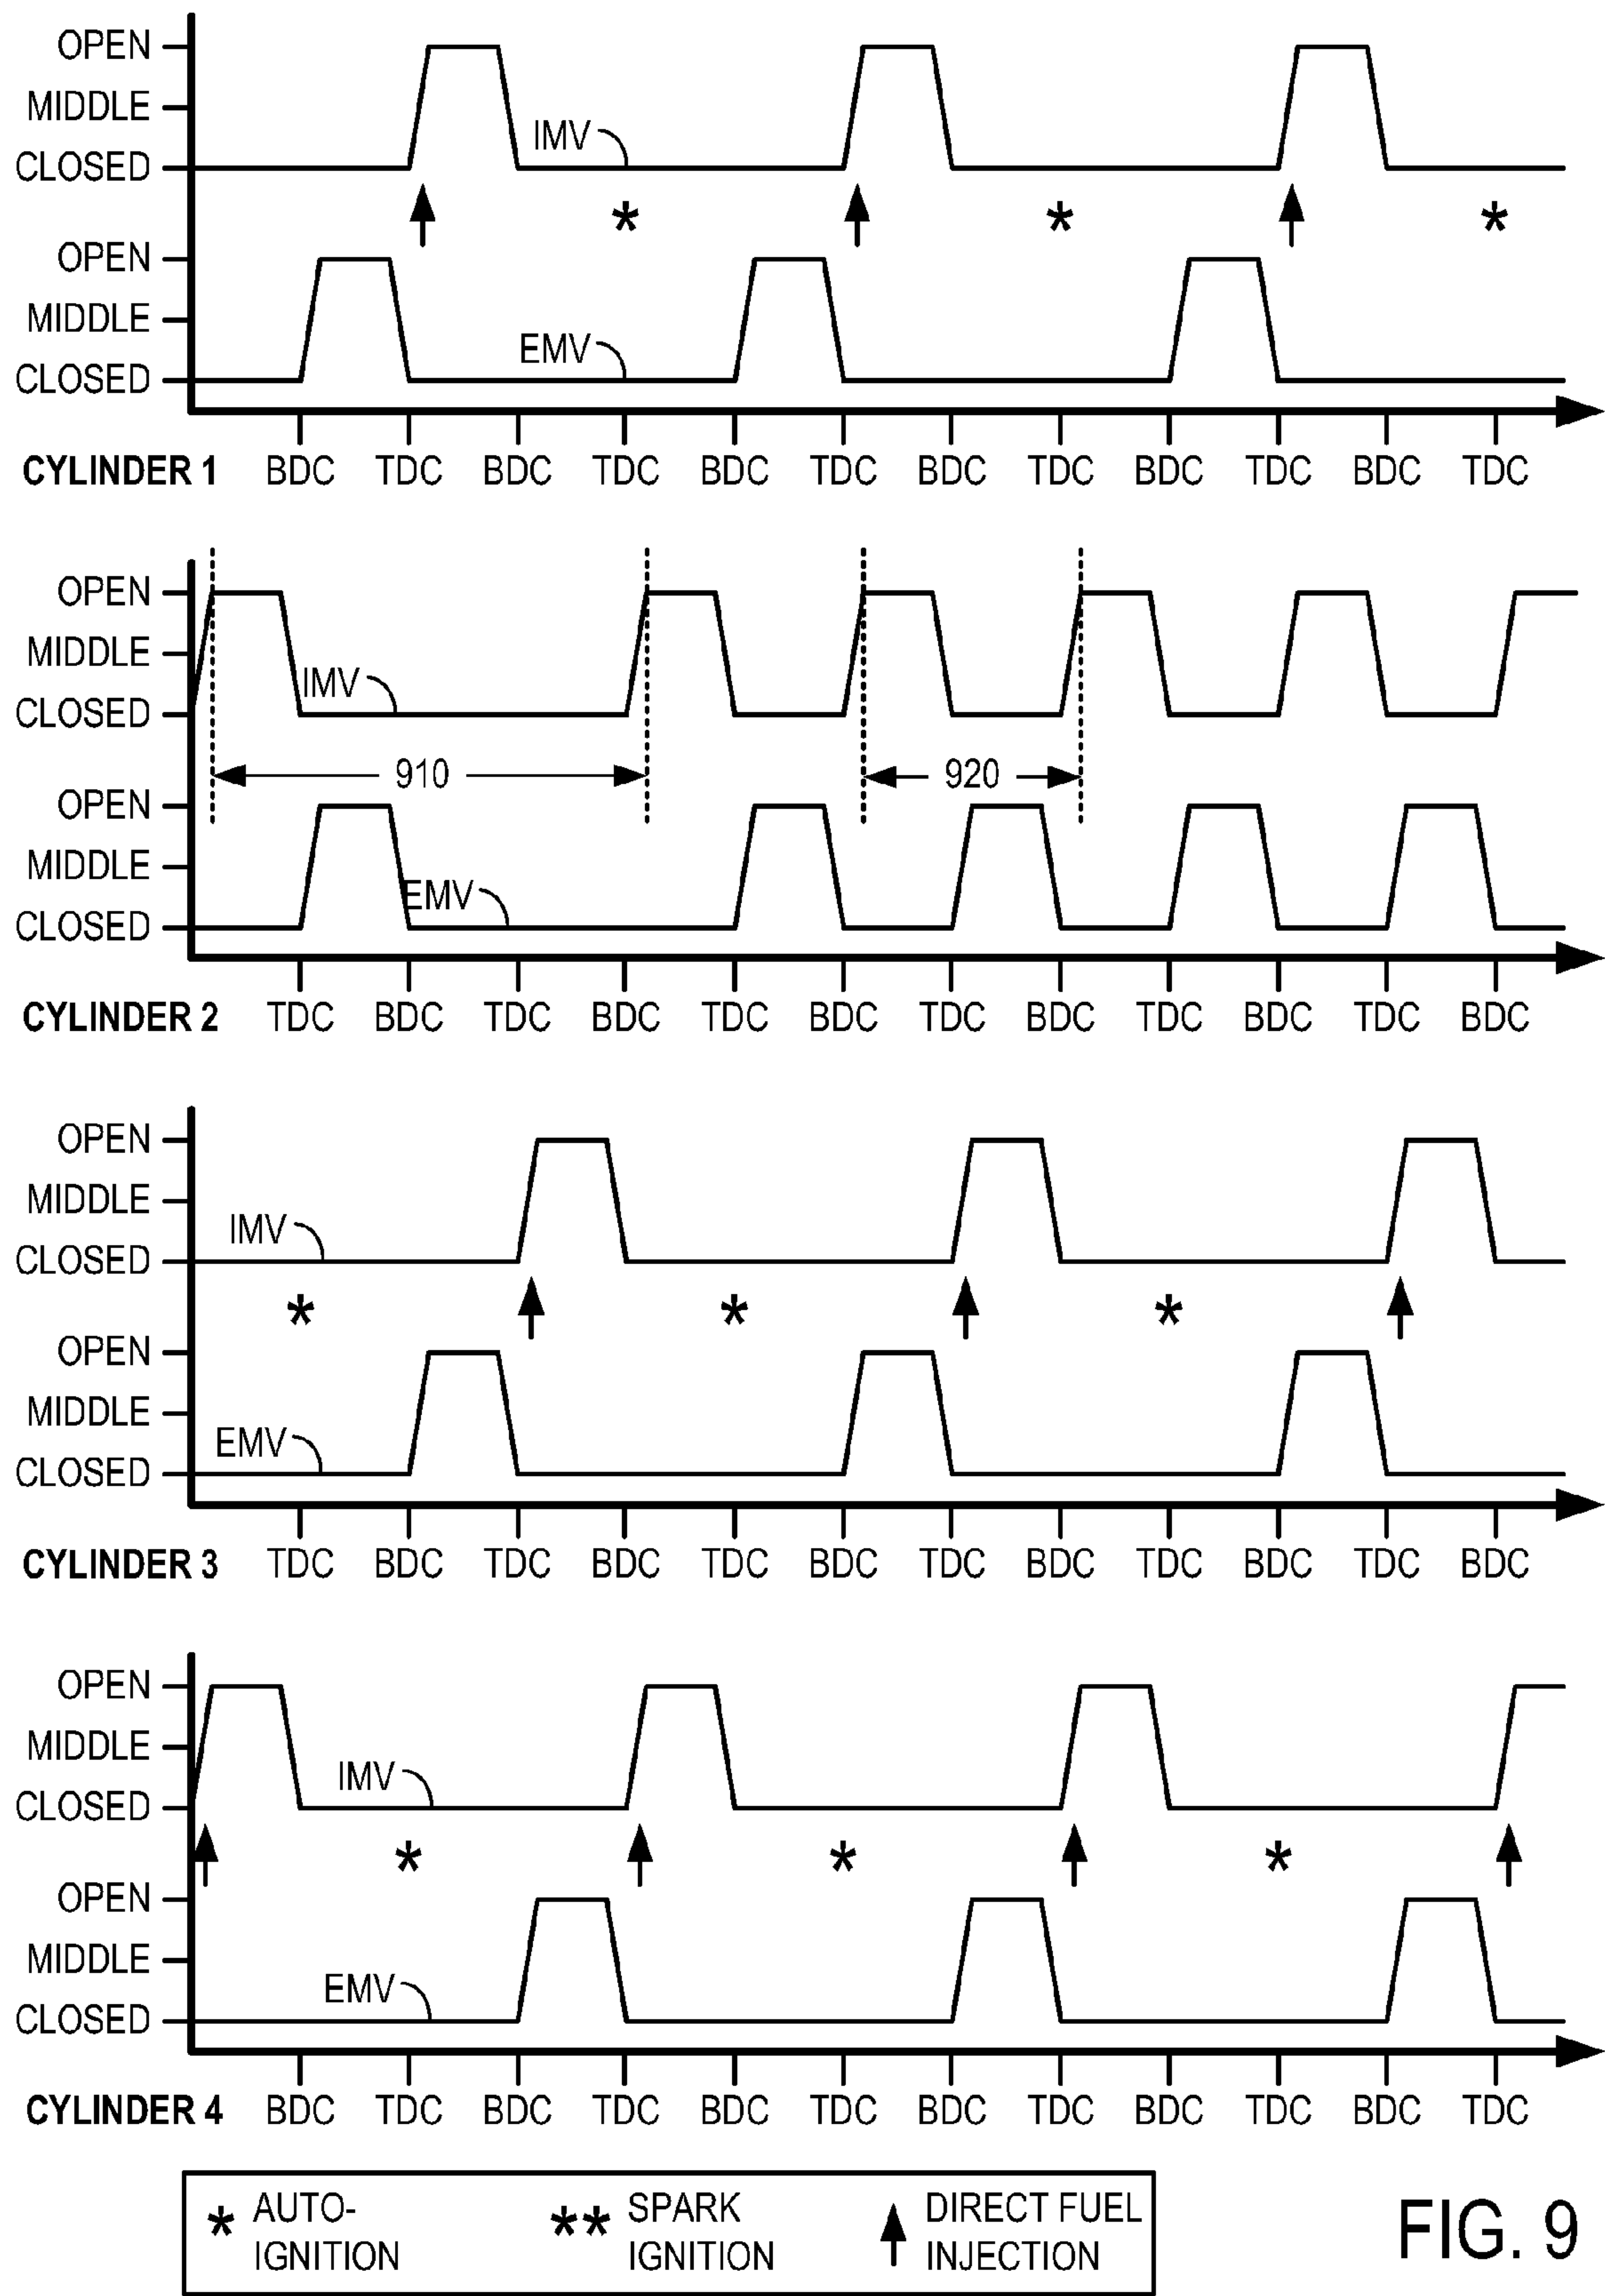 OPEN
MIDDLE
CLOSED
IMV
*
*
*
OPEN
MIDDLE
CLOSED
EMV
CYLINDER 1 BDC TDC BDC TDC BDC TDC BDC TDC BDC TDC BDC TDC
OPEN
MIDDLE
CLOSED
IMV
910
920
OPEN
MIDDLE
CLOSED
EMV
CYLINDER 2 TDC BDC TDC BDC TDC BDC TDC BDC TDC BDC TDC BDC
OPEN
MIDDLE
CLOSED
IMV
*
*
*
OPEN
MIDDLE
CLOSED
EMV
CYLINDER 3 TDC BDC TDC BDC TDC BDC TDC BDC TDC BDC TDC BDC
OPEN
MIDDLE
CLOSED
IMV
*
*
*
OPEN
MIDDLE
CLOSED
EMV
CYLINDER 4 BDC TDC BDC TDC BDC TDC BDC TDC BDC TDC BDC TDC
* AUTO-
IGNITION
** SPARK
IGNITION
DIRECT FUEL
INJECTION
FIG. 9